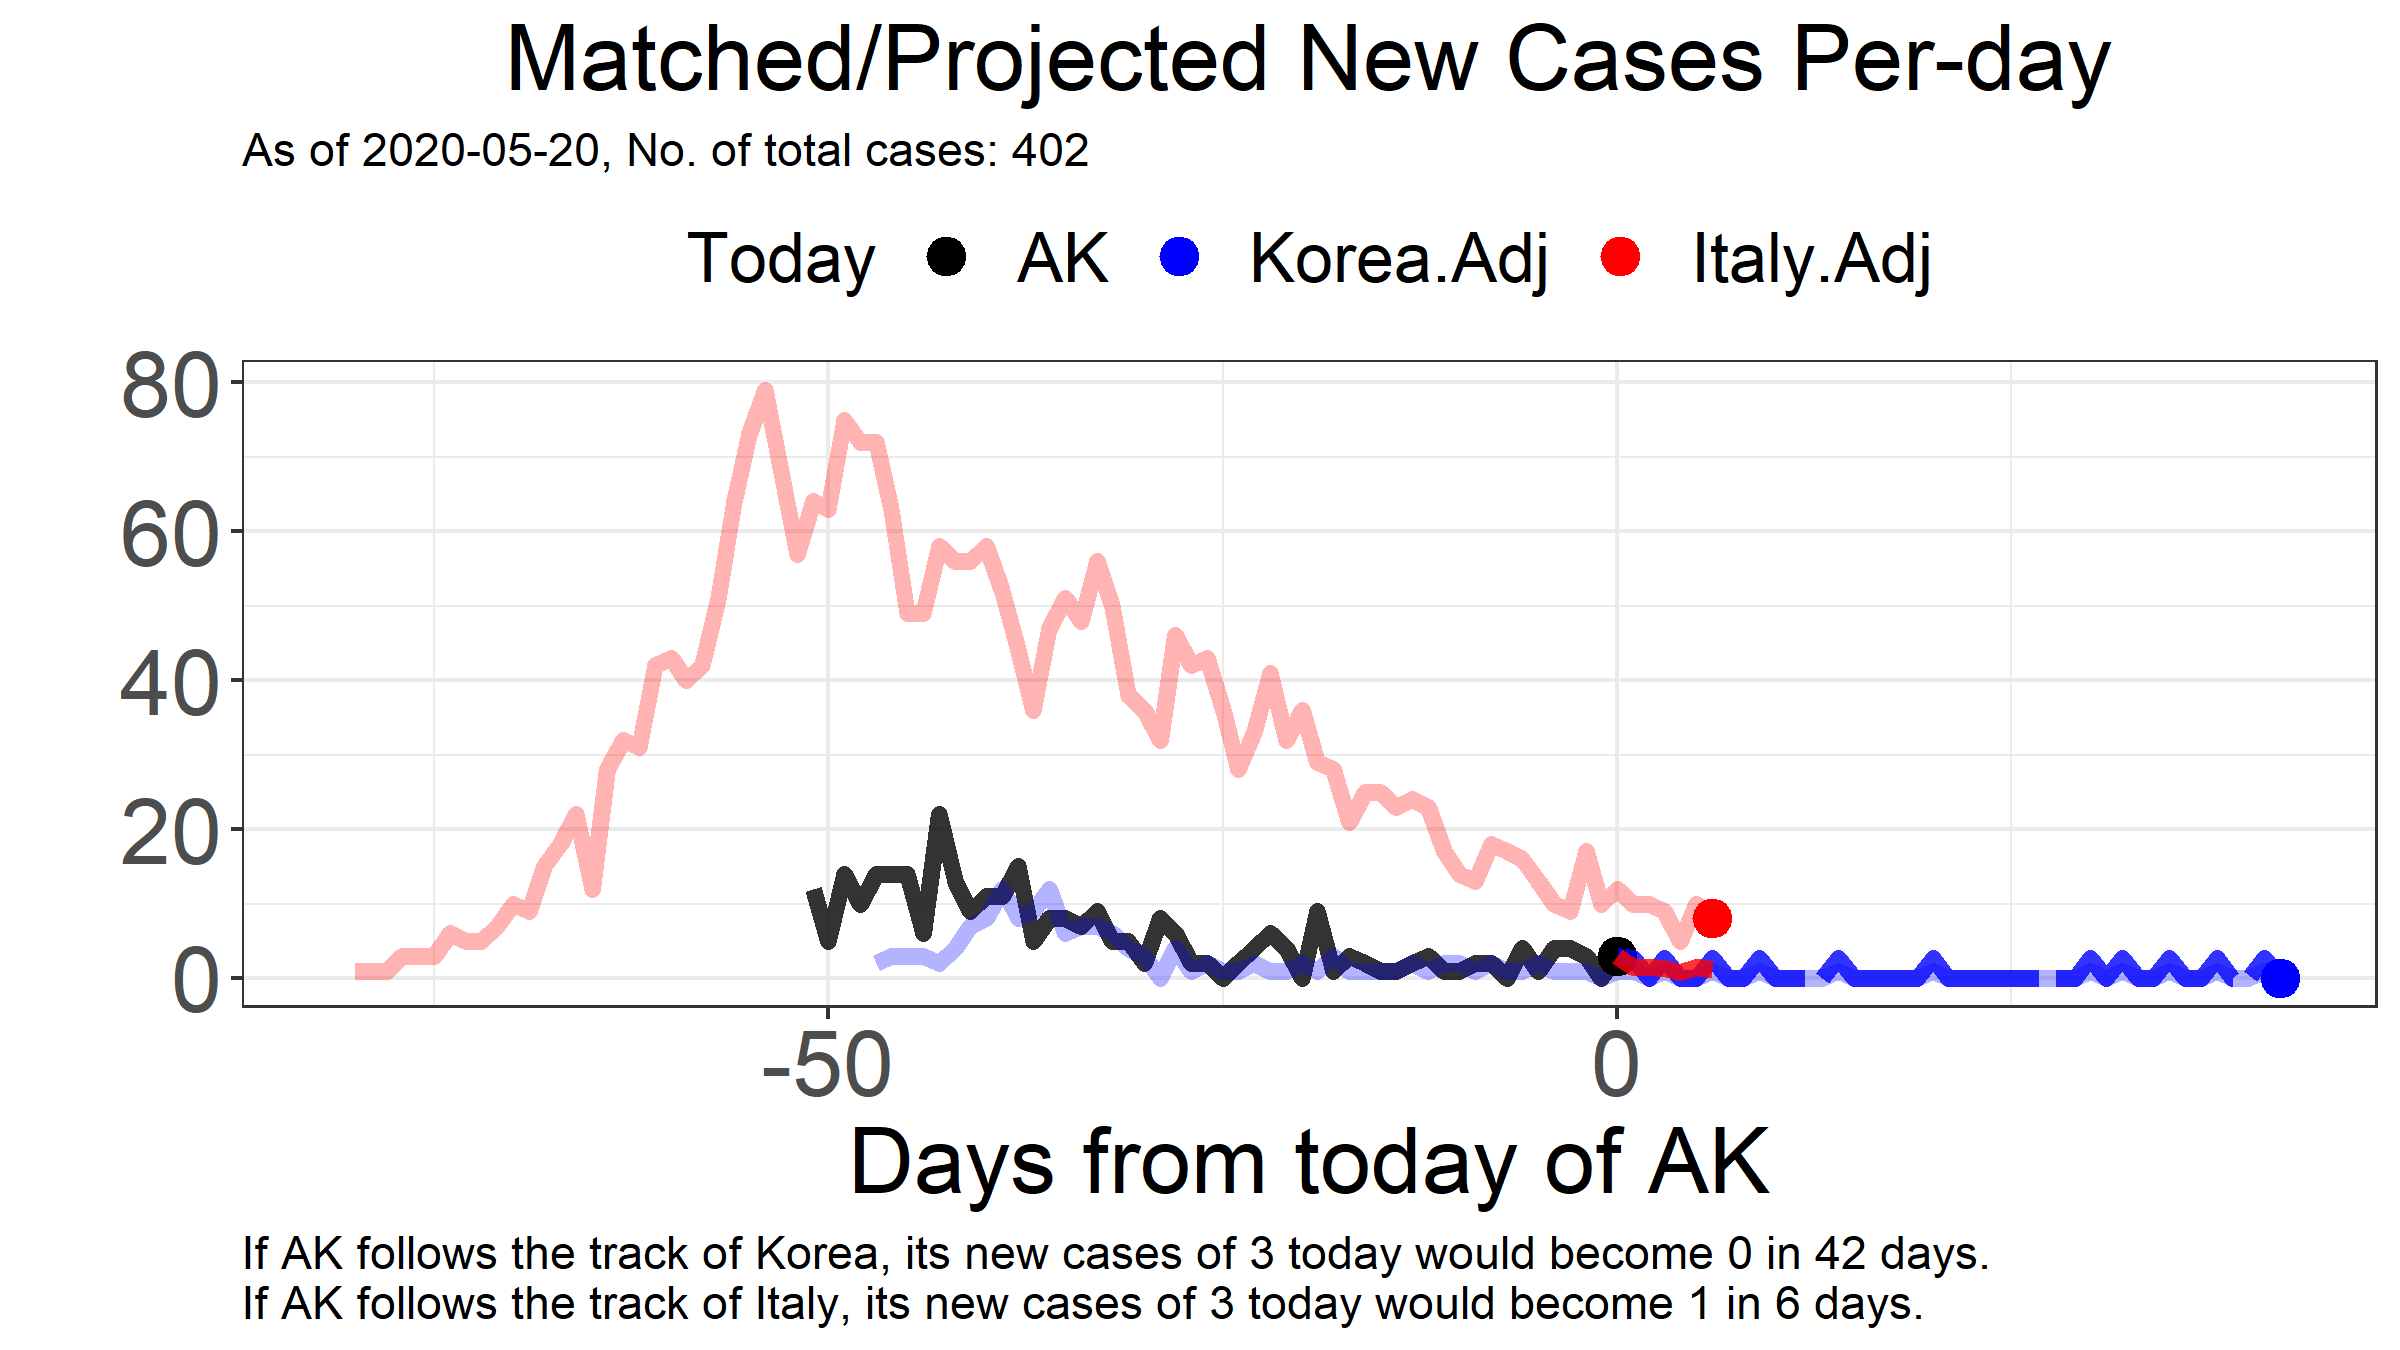 Matched/Projected New Cases Per-day
As of 2020-05-20, No. of total cases: 402
Today AK Korea.Adj Italy.Adj
80
60
40
20
0
-50 0
Days from today of AK
If AK follows the track of Korea, its new cases of 3 today would become 0 in 42 days.
If AK follows the track of Italy, its new cases of 3 today would become 1 in 6 days.